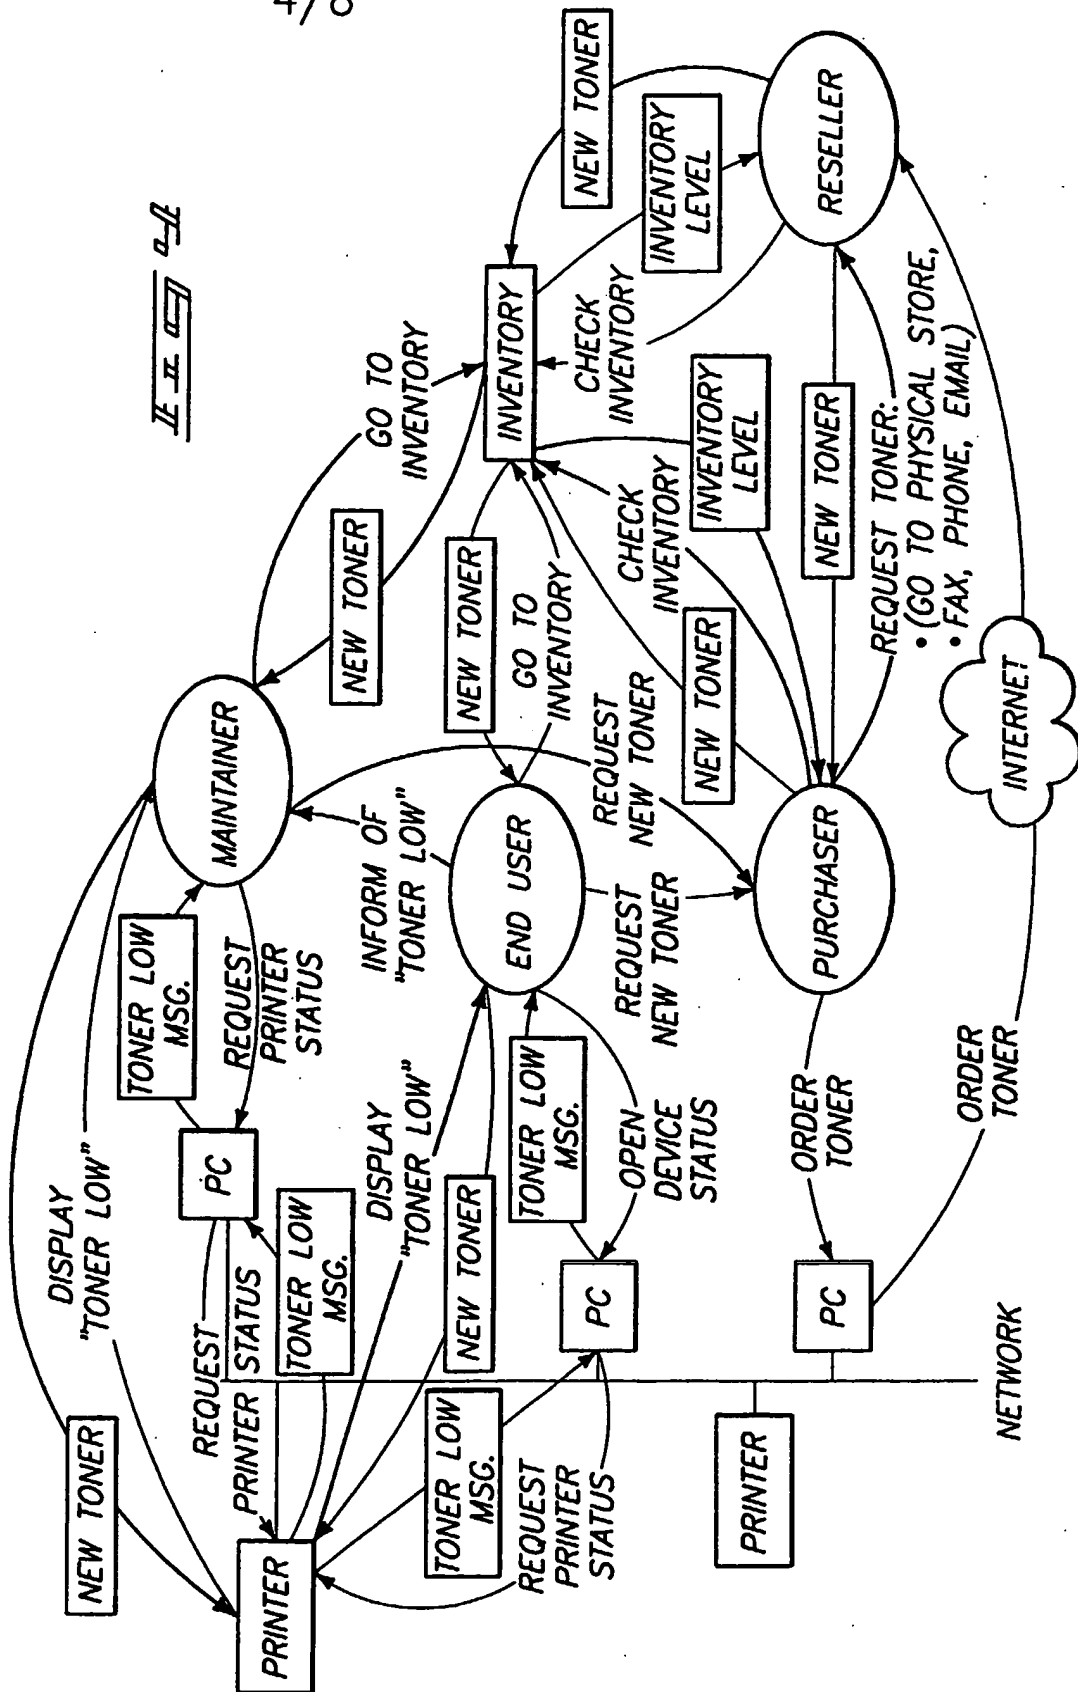 4/8
FIG 4
NEW TONER
DISPLAY
"TONER LOW"
TONER LOW
MSG.
MAINTAINER
NEW TONER
GO TO
INVENTORY
NEW TONER
REQUEST
PRINTER STATUS
PC
REQUEST
PRINTER
STATUS
INFORM OF
"TONER LOW"
NEW TONER
GO TO
INVENTORY
INVENTORY
CHECK
INVENTORY
INVENTORY
LEVEL
PRINTER
TONER LOW
MSG.
DISPLAY
"TONER LOW"
NEW TONER
TONER LOW
MSG.
END USER
REQUEST
NEW TONER
CHECK
INVENTORY
INVENTORY
LEVEL
RESELLER
TONER LOW
MSG.
REQUEST
PRINTER
STATUS
PC
OPEN
DEVICE
STATUS
REQUEST
NEW TONER
NEW TONER
NEW TONER
PRINTER
PC
ORDER
TONER
PURCHASER
REQUEST TONER:
• (GO TO PHYSICAL STORE,
• FAX, PHONE, EMAIL)
NETWORK
ORDER
TONER
INTERNET